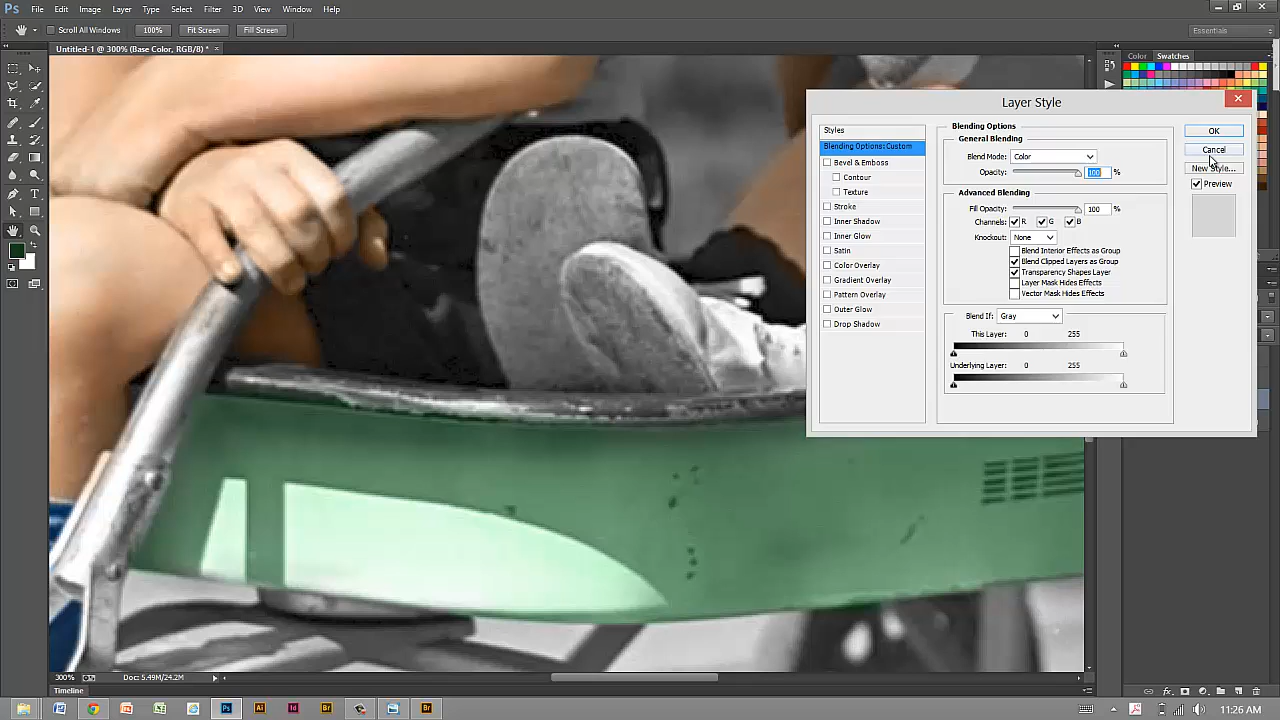 Ps File Edit Image Layer Type Select Filter 3D View Window Help
Scroll All Windows 100% Fit Screen Fill Screen Essentials
Untitled-1 @ 300% (Base Color, RGB/8) * ×
Color Swatches
Layer Style
Styles
Blending Options: Custom
Bevel & Emboss
Contour
Texture
Stroke
Inner Shadow
Inner Glow
Satin
Color Overlay
Gradient Overlay
Pattern Overlay
Outer Glow
Drop Shadow
Blending Options
General Blending
Blend Mode: Color
Opacity: 100 %
Advanced Blending
Fill Opacity: 100 %
Channels: R G B
Knockout: None
Blend Interior Effects as Group
Blend Clipped Layers as Group
Transparency Shapes Layer
Layer Mask Hides Effects
Vector Mask Hides Effects
Blend If: Gray
This Layer: 0 255
Underlying Layer: 0 255
OK
Cancel
New Style...
Preview
300% Doc: 5.49M/24.2M
Timeline
11:26 AM